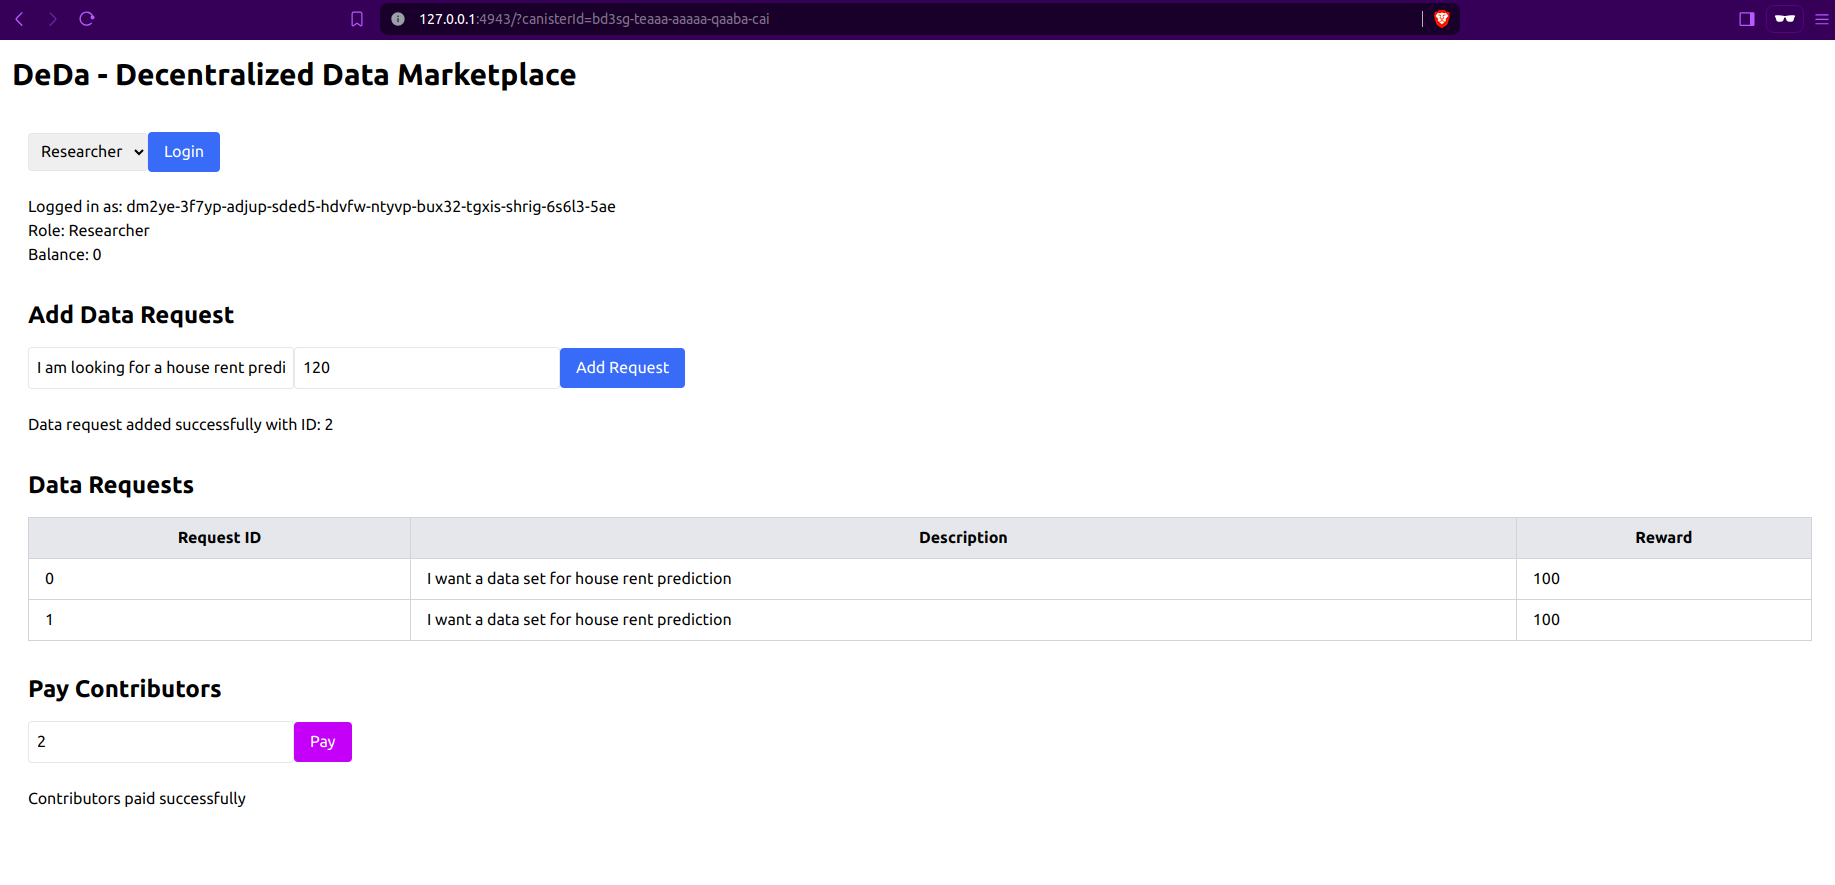 127.0.0.1:4943/?canisterId=bd3sg-teaaa-aaaaa-qaaba-cai
DeDa - Decentralized Data Marketplace
Researcher Login
Logged in as: dm2ye-3f7yp-adjup-sded5-hdvfw-ntyvp-bux32-tgxis-shrig-6s6l3-5ae
Role: Researcher
Balance: 0
Add Data Request
I am looking for a house rent predi 120 Add Request
Data request added successfully with ID: 2
Data Requests
Request ID Description Reward
0 I want a data set for house rent prediction 100
1 I want a data set for house rent prediction 100
Pay Contributors
2 Pay
Contributors paid successfully